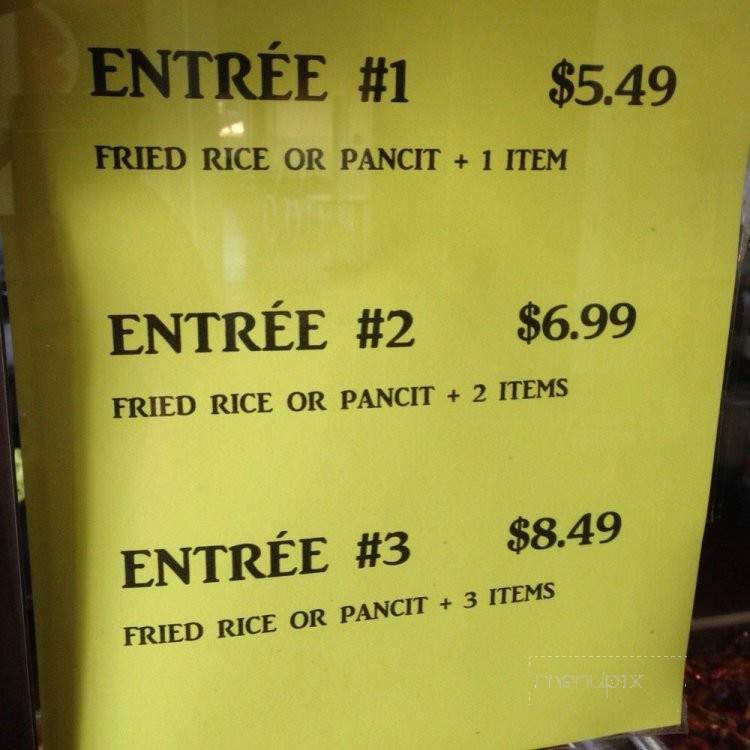 ENTRÉE #1 $5.49
FRIED RICE OR PANCIT + 1 ITEM
ENTRÉE #2 $6.99
FRIED RICE OR PANCIT + 2 ITEMS
ENTRÉE #3 $8.49
FRIED RICE OR PANCIT + 3 ITEMS
menupix